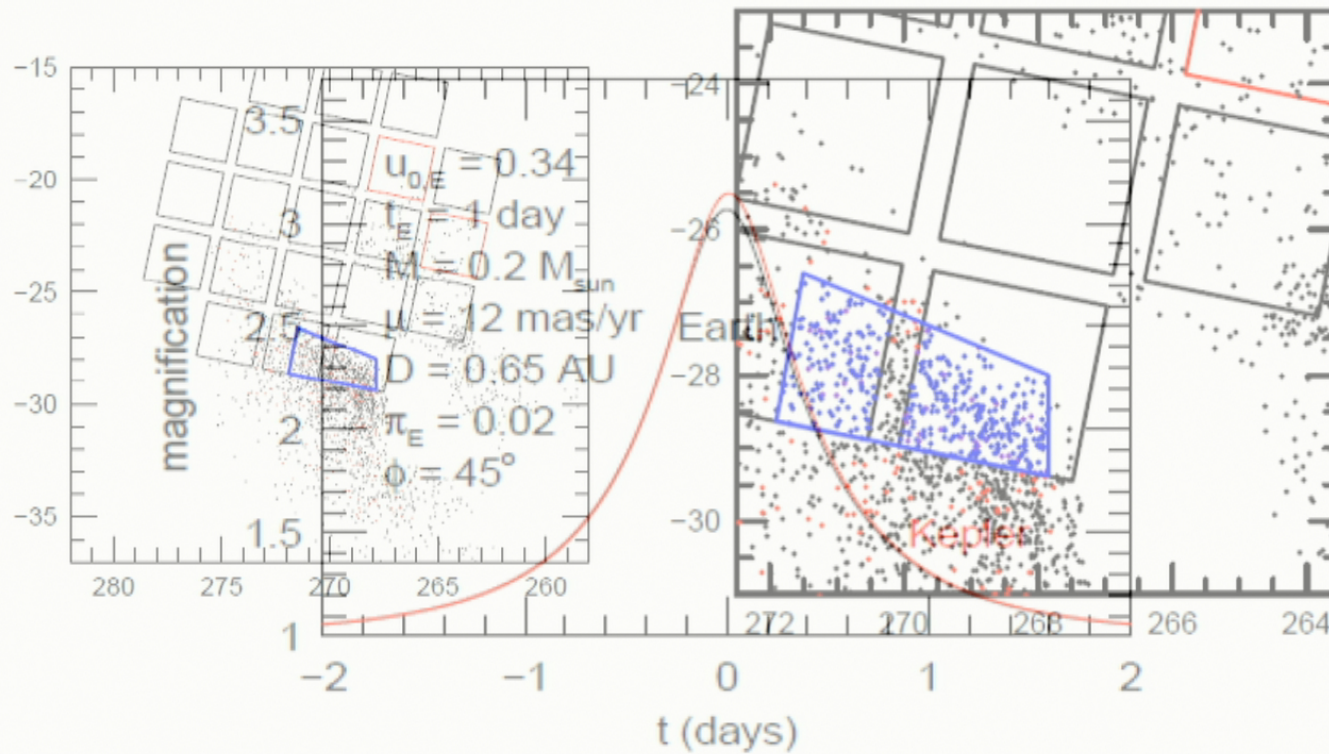 −15
−20
−25
−30
−35
280 275 270 265 260
magnification
3.5
3
2.5
2
1.5
1
u0,E = 0.34
tE = 1 day
M = 0.2 Msun
μ = 12 mas/yr
D = 0.65 AU
πE = 0.02
ϕ = 45°
Earth
Kepler
−24
−26
−28
−30
272 270 268 266 264
−2 −1 0 1 2
t (days)